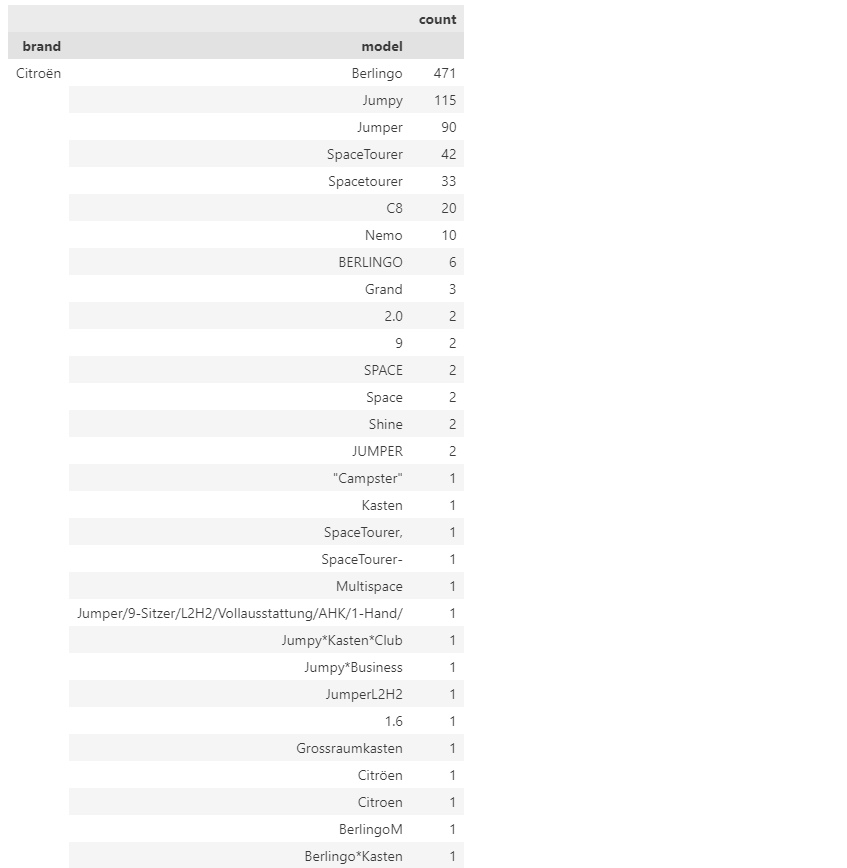 count
brand model
Citroën Berlingo 471
Jumpy 115
Jumper 90
SpaceTourer 42
Spacetourer 33
C8 20
Nemo 10
BERLINGO 6
Grand 3
2.0 2
9 2
SPACE 2
Space 2
Shine 2
JUMPER 2
"Campster" 1
Kasten 1
SpaceTourer, 1
SpaceTourer- 1
Multispace 1
Jumper/9-Sitzer/L2H2/Vollausstattung/AHK/1-Hand/ 1
Jumpy*Kasten*Club 1
Jumpy*Business 1
JumperL2H2 1
1.6 1
Grossraumkasten 1
Citröen 1
Citroen 1
BerlingoM 1
Berlingo*Kasten 1